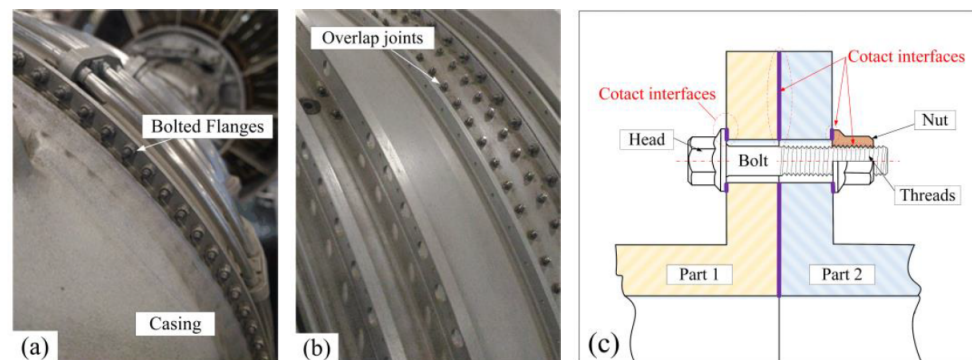 Bolted Flanges
Casing
(a)
Overlap joints
(b)
Cotact interfaces
Cotact interfaces
Head
Bolt
Nut
Threads
Part 1
Part 2
(c)